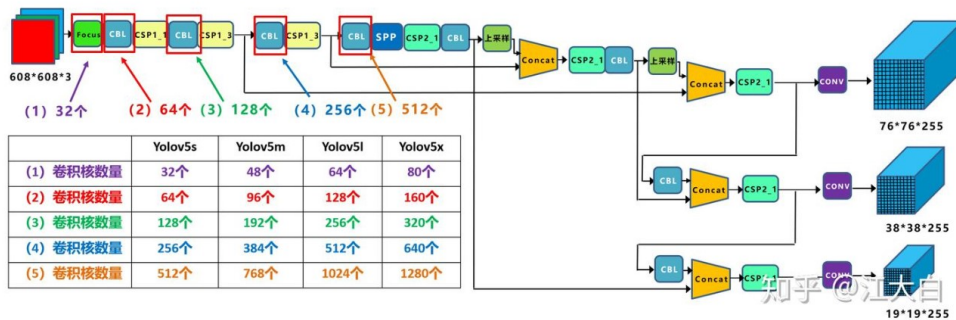 608*608*3
Focus
CBL
CSP1_1
CBL
CSP1_3
CBL
CSP1_3
CBL
SPP
CSP2_1
CBL
上采样
Concat
CSP2_1
CBL
上采样
Concat
CSP2_1
CONV
76*76*255
(1) 32个
(2) 64个
(3) 128个
(4) 256个
(5) 512个
CBL
Concat
CSP2_1
CONV
38*38*255
CBL
Concat
CSP2_1
CONV
19*19*255
Yolov5s Yolov5m Yolov5l Yolov5x
(1) 卷积核数量 32个 48个 64个 80个
(2) 卷积核数量 64个 96个 128个 160个
(3) 卷积核数量 128个 192个 256个 320个
(4) 卷积核数量 256个 384个 512个 640个
(5) 卷积核数量 512个 768个 1024个 1280个
知乎 @江大白